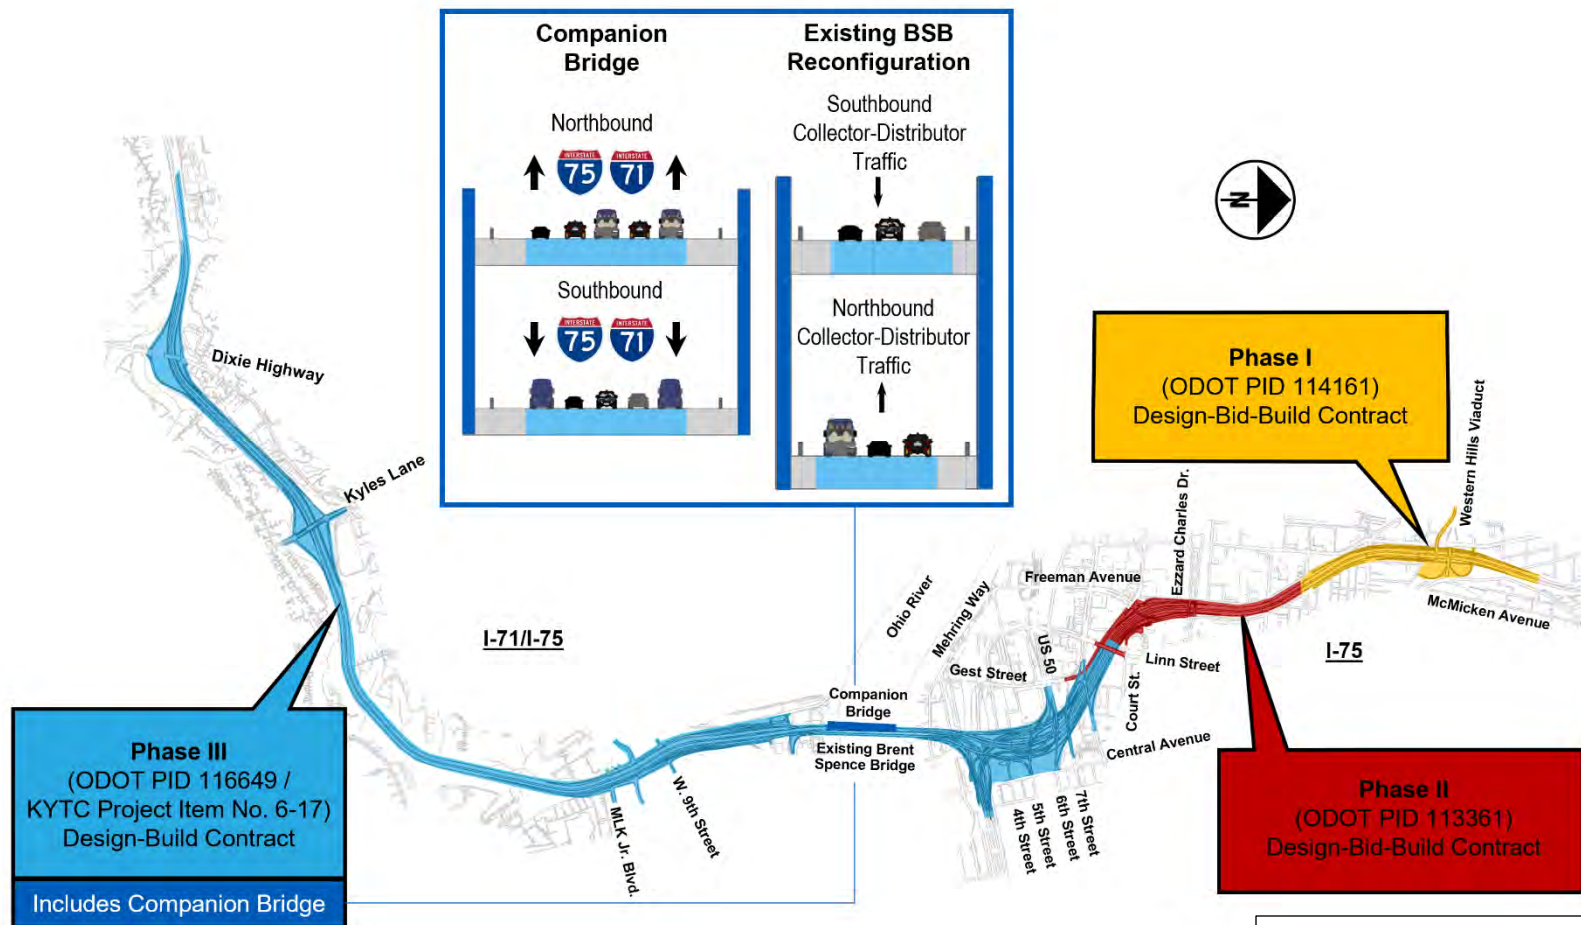 Companion
Bridge
Northbound
INTERSTATE
75
INTERSTATE
71
Southbound
INTERSTATE
75
INTERSTATE
71
Existing BSB
Reconfiguration
Southbound
Collector-Distributor
Traffic
Northbound
Collector-Distributor
Traffic
N
Phase I
(ODOT PID 114161)
Design-Bid-Build Contract
Western Hills Viaduct
Ezzard Charles Dr.
Freeman Avenue
McMicken Avenue
I-75
Linn Street
Court St.
Central Avenue
US 50
Gest Street
Mehring Way
Ohio River
7th Street
6th Street
5th Street
4th Street
Companion
Bridge
Existing Brent
Spence Bridge
I-71/I-75
Dixie Highway
Kyles Lane
W. 9th Street
MLK Jr. Blvd.
Phase III
(ODOT PID 116649 /
KYTC Project Item No. 6-17)
Design-Build Contract
Includes Companion Bridge
Phase II
(ODOT PID 113361)
Design-Bid-Build Contract